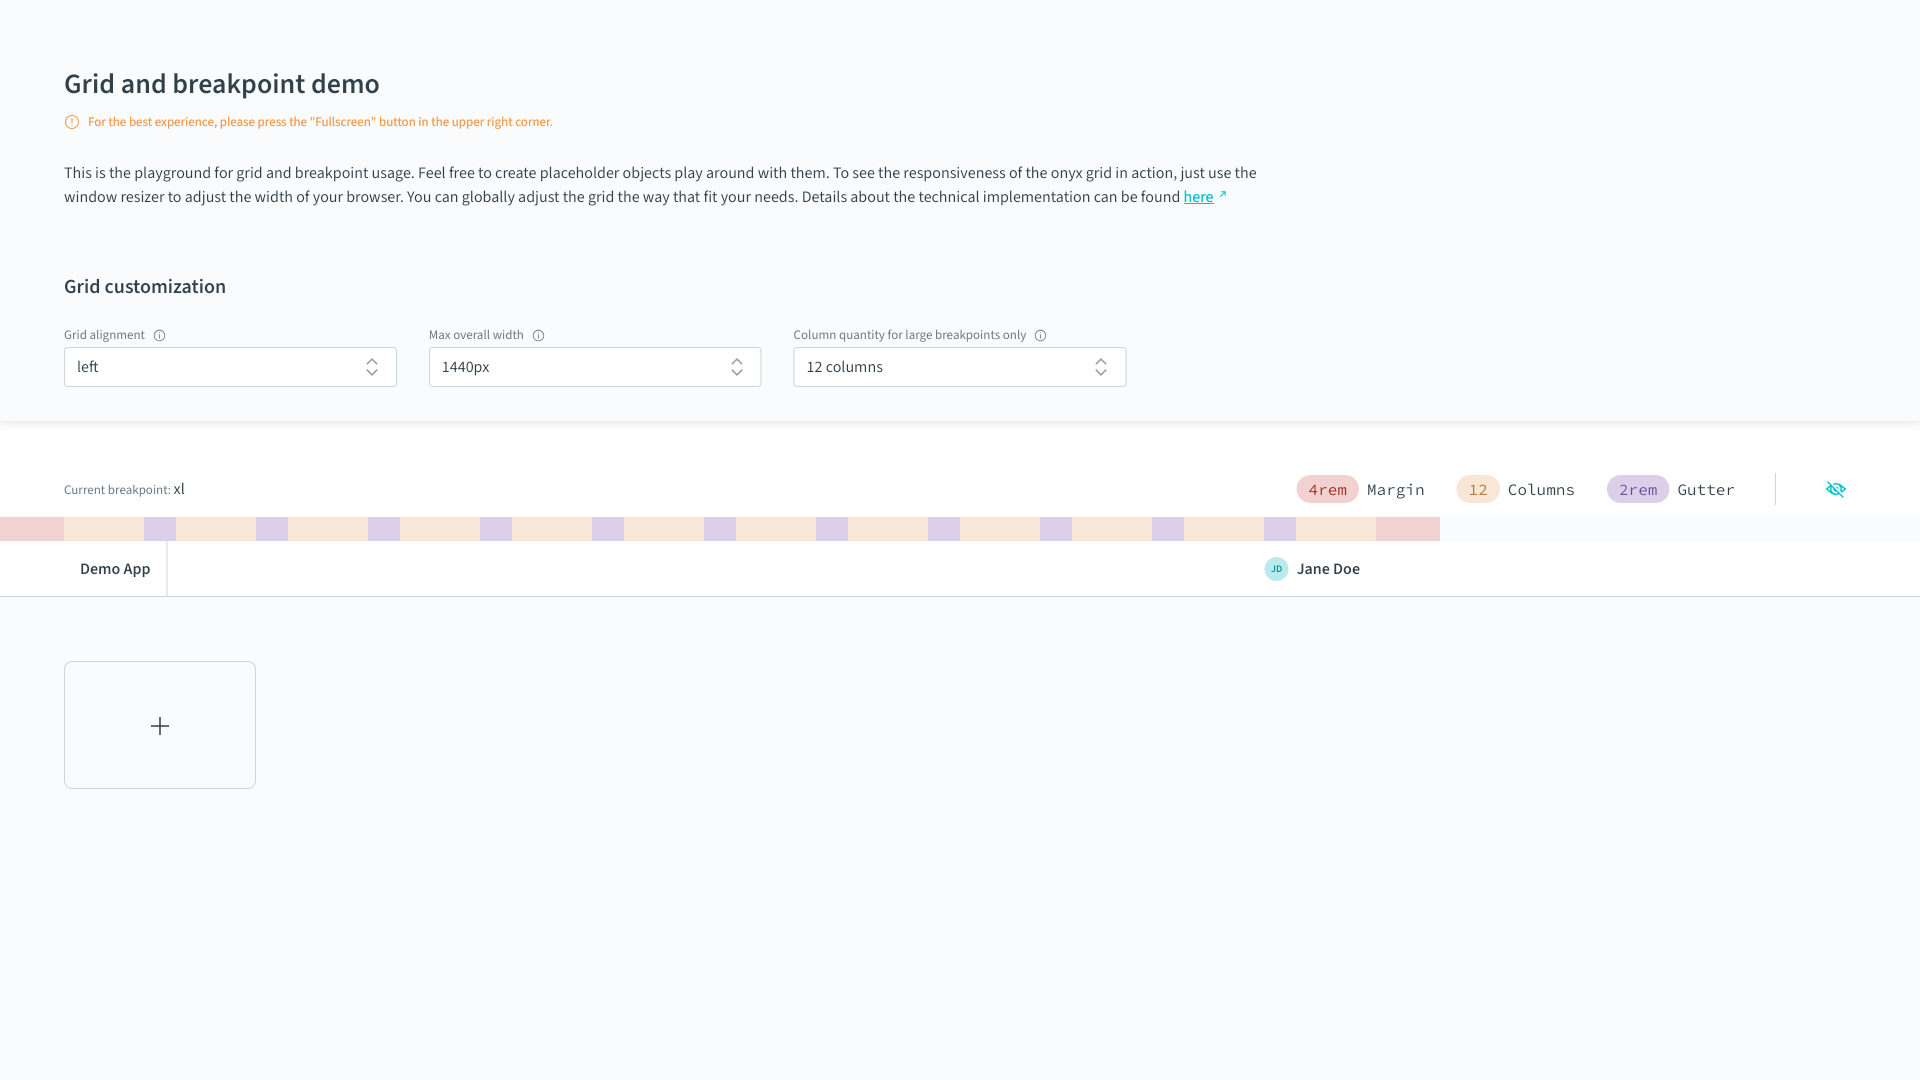 Grid and breakpoint demo
For the best experience, please press the "Fullscreen" button in the upper right corner.
This is the playground for grid and breakpoint usage. Feel free to create placeholder objects play around with them. To see the responsiveness of the onyx grid in action, just use the
window resizer to adjust the width of your browser. You can globally adjust the grid the way that fit your needs. Details about the technical implementation can be found here
Grid customization
Grid alignment
Max overall width
Column quantity for large breakpoints only
left
1440px
12 columns
Current breakpoint: xl
4rem Margin
12 Columns
2rem Gutter
Demo App
JD Jane Doe